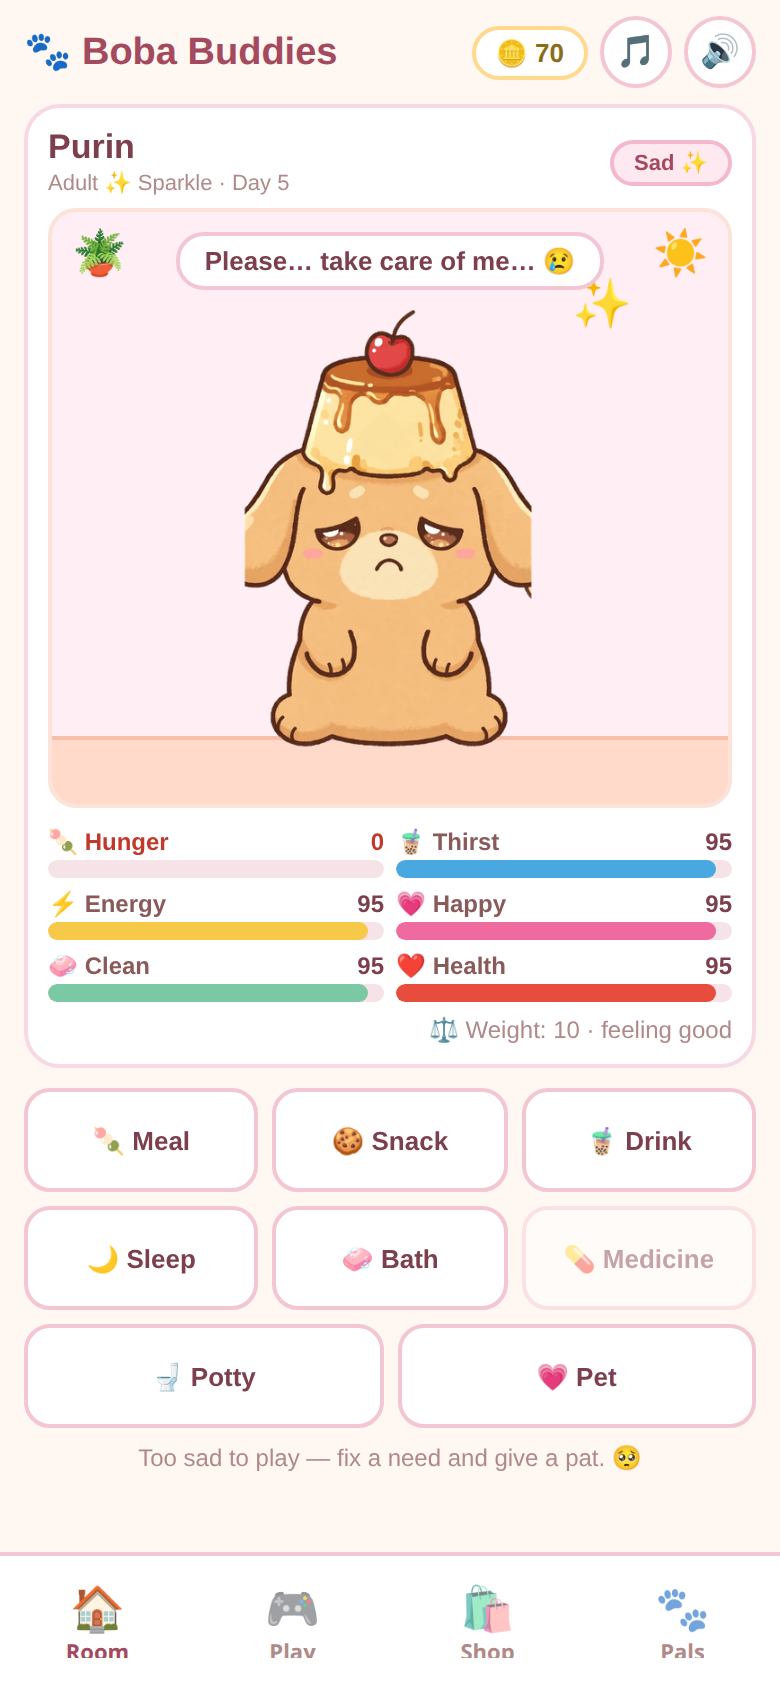 🐾 Boba Buddies
🪙 70
🎵
🔊
Purin
Adult ✨ Sparkle · Day 5
Sad ✨
Please… take care of me… 😢
🍡 Hunger 0
🧋 Thirst 95
⚡ Energy 95
💗 Happy 95
🧼 Clean 95
❤️ Health 95
⚖️ Weight: 10 · feeling good
🍡 Meal
🍪 Snack
🧋 Drink
🌙 Sleep
🧼 Bath
💊 Medicine
🚽 Potty
💗 Pet
Too sad to play — fix a need and give a pat. 🥺
Room
Play
Shop
Pals